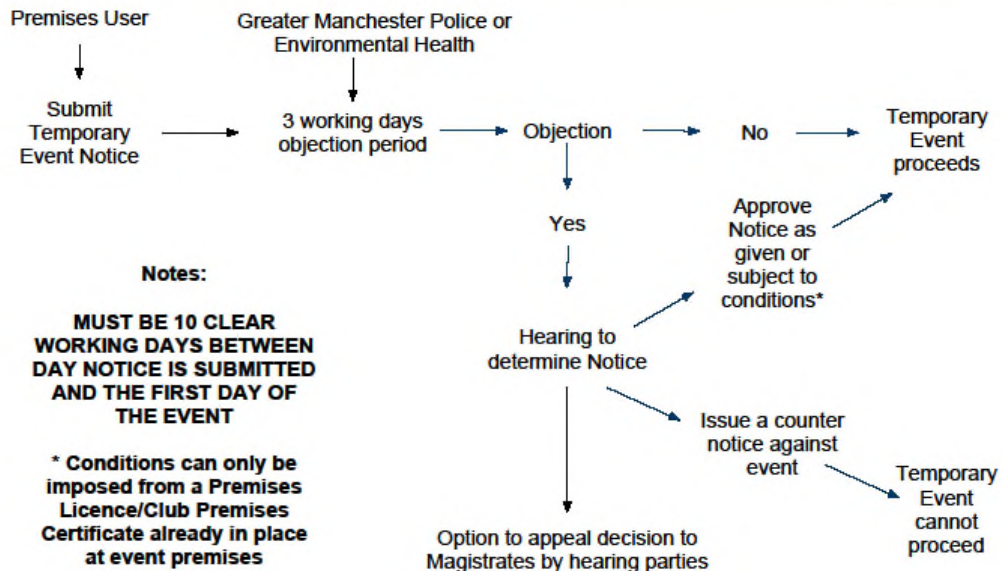 Premises User
Greater Manchester Police or
Environmental Health
Submit
Temporary
Event Notice
3 working days
objection period
Objection
No
Temporary
Event
proceeds
Yes
Approve
Notice as
given or
subject to
conditions*
Notes:
MUST BE 10 CLEAR
WORKING DAYS BETWEEN
DAY NOTICE IS SUBMITTED
AND THE FIRST DAY OF
THE EVENT
Hearing to
determine Notice
Issue a counter
notice against
event
Temporary
Event
cannot
proceed
* Conditions can only be
imposed from a Premises
Licence/Club Premises
Certificate already in place
at event premises
Option to appeal decision to
Magistrates by hearing parties